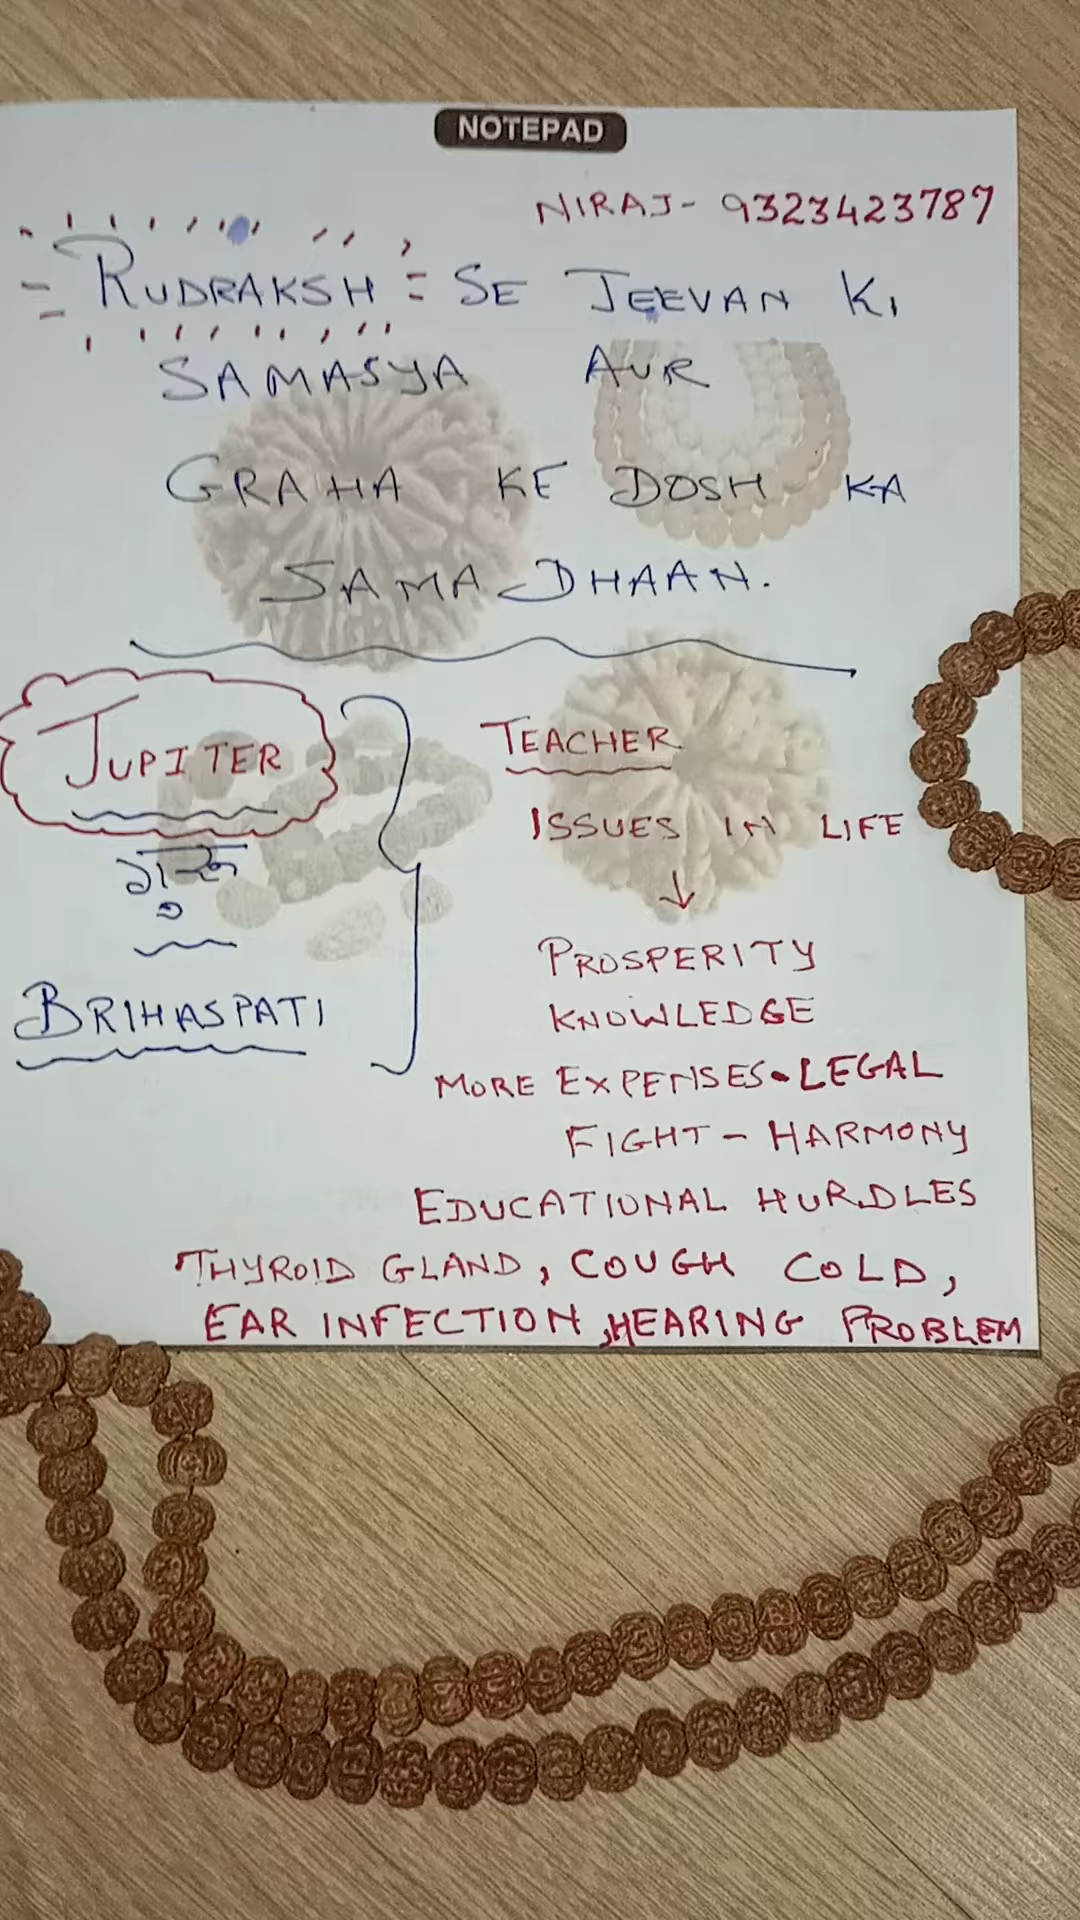 NOTEPAD
NIRAJ- 9323423787
RUDRAKSH SE JEEVAN KI
SAMASYA AUR
GRAHA KE DOSH KA
SAMADHAAN.
JUPITER
गुरु
BRIHASPATI
TEACHER
ISSUES IN LIFE
↓
PROSPERITY
KNOWLEDGE
MORE EXPENSES - LEGAL
FIGHT - HARMONY
EDUCATIONAL HURDLES
THYROID GLAND, COUGH COLD,
EAR INFECTION, HEARING PROBLEM